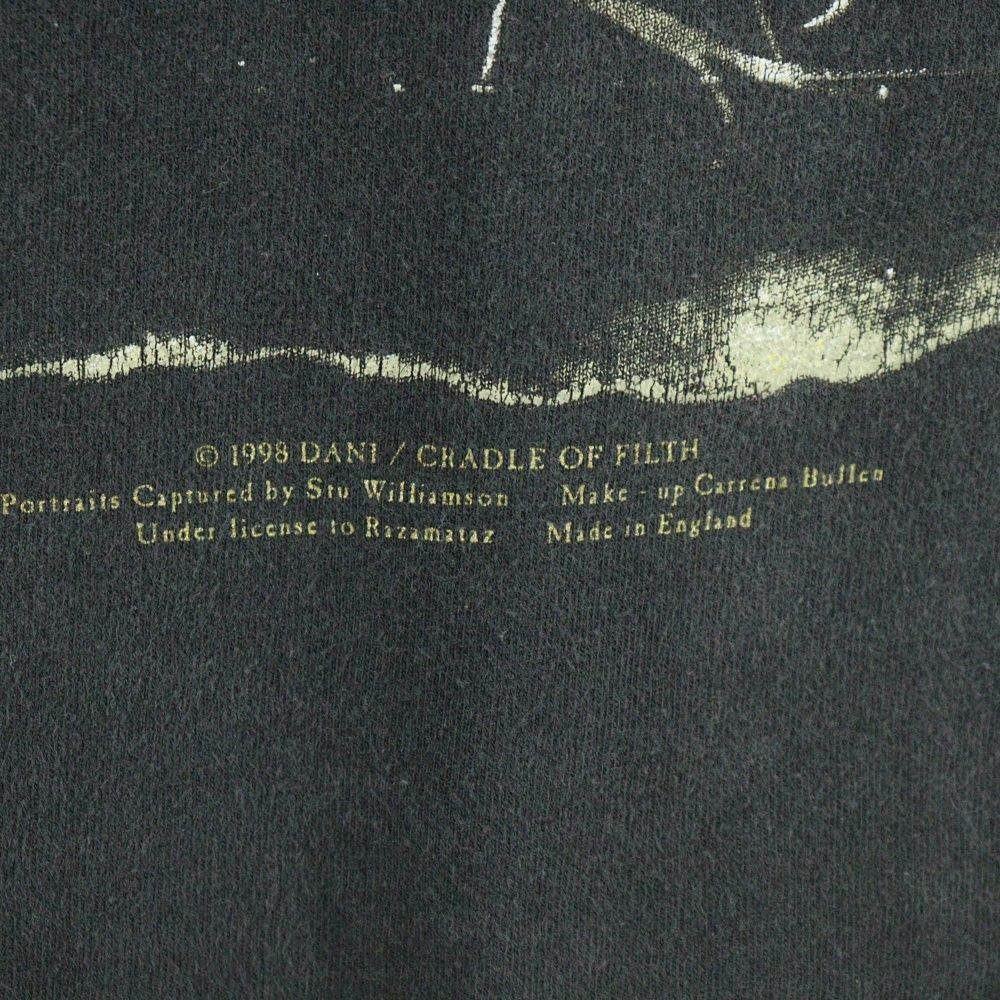 © 1998 DANI / CRADLE OF FILTH
Portraits Captured by Stu Williamson Make - up Carrena Bullen
Under license to Razamataz Made in England